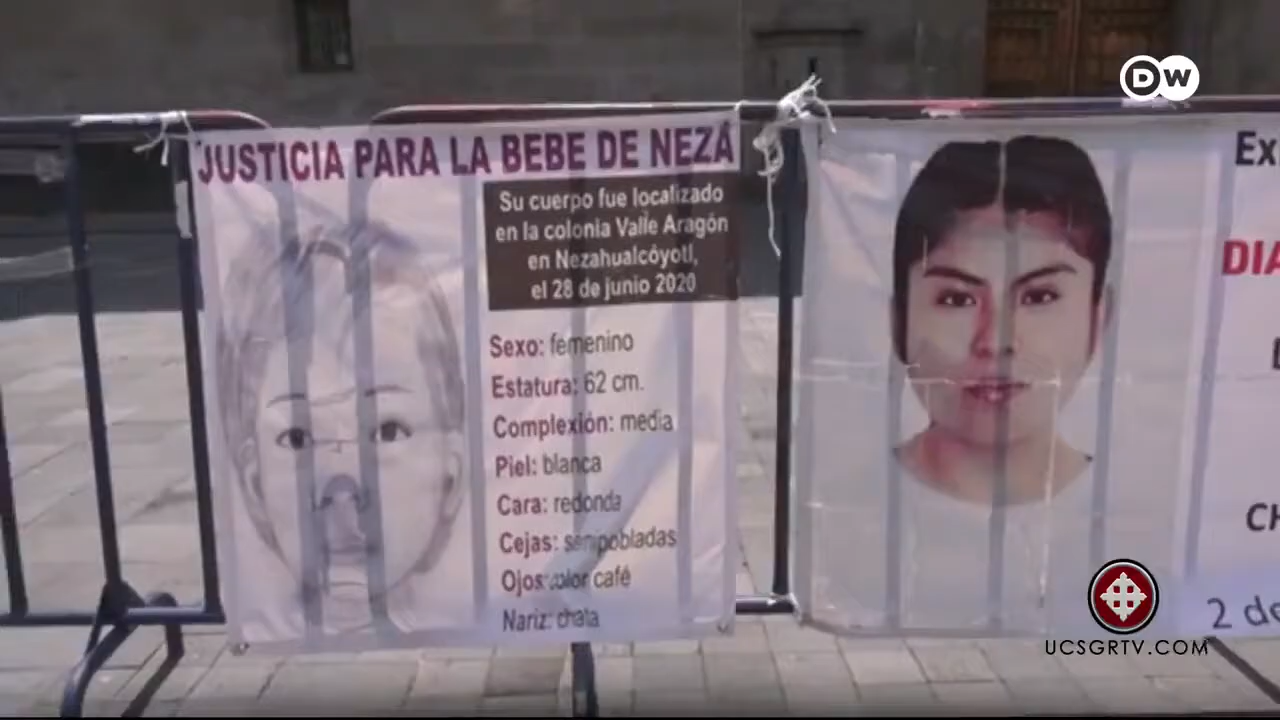 DW
JUSTICIA PARA LA BEBE DE NEZA
Su cuerpo fue localizado
en la colonia Valle Aragón
en Nezahualcóyotl,
el 28 de junio 2020
Sexo: femenino
Estatura: 62 cm.
Complexión: media
Piel: blanca
Cara: redonda
Cejas: semipobladas
Ojos: color café
Nariz: chata
Ex
DIA
CH
2 de
UCSGRTV.COM